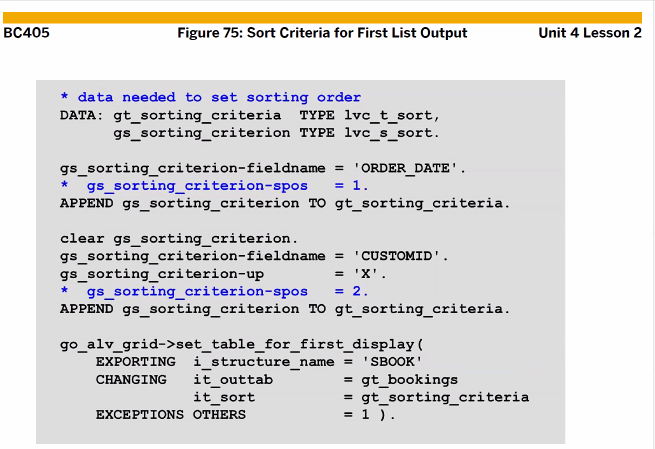 BC405 Figure 75: Sort Criteria for First List Output Unit 4 Lesson 2
* data needed to set sorting order
DATA: gt_sorting_criteria  TYPE lvc_t_sort,
      gs_sorting_criterion TYPE lvc_s_sort.
gs_sorting_criterion-fieldname = 'ORDER_DATE'.
*  gs_sorting_criterion-spos   = 1.
APPEND gs_sorting_criterion TO gt_sorting_criteria.
clear gs_sorting_criterion.
gs_sorting_criterion-fieldname = 'CUSTOMID'.
gs_sorting_criterion-up        = 'X'.
*  gs_sorting_criterion-spos   = 2.
APPEND gs_sorting_criterion TO gt_sorting_criteria.
go_alv_grid->set_table_for_first_display(
    EXPORTING  i_structure_name = 'SBOOK'
    CHANGING   it_outtab        = gt_bookings
               it_sort          = gt_sorting_criteria
    EXCEPTIONS OTHERS           = 1 ).